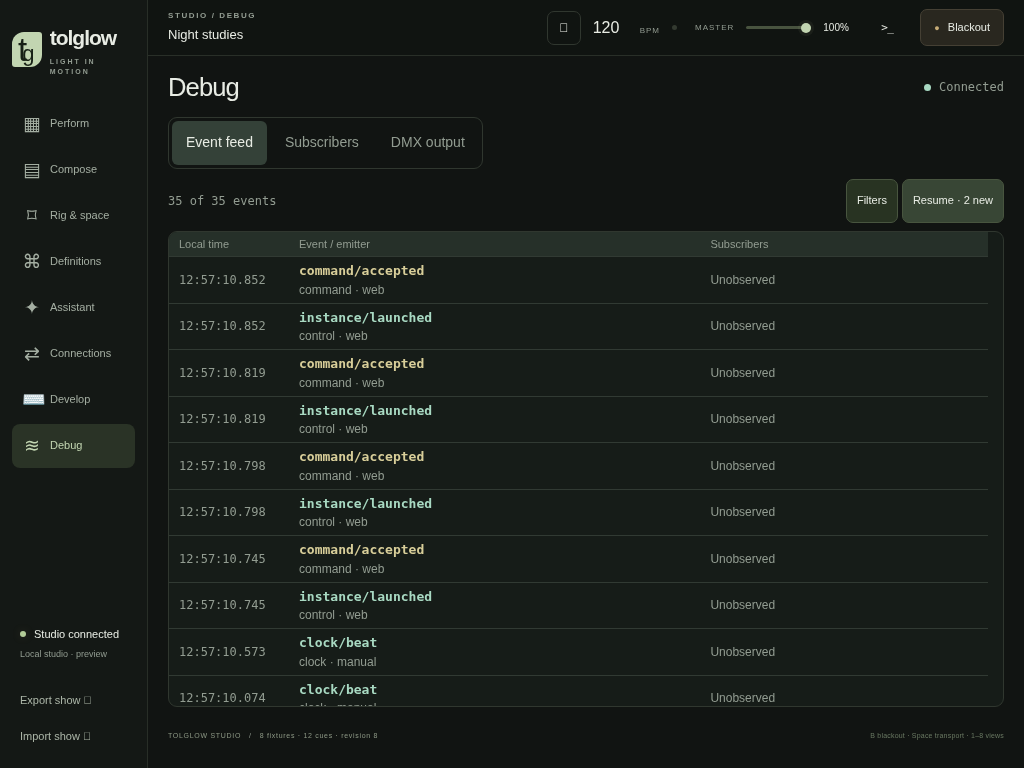 tg tolglow
LIGHT IN
MOTION
Perform
Compose
Rig & space
Definitions
Assistant
Connections
Develop
Debug
Studio connected
Local studio · preview
Export show
Import show
STUDIO / DEBUG
Night studies
120 BPM
MASTER 100%
>_
Blackout
Debug
Connected
Event feed Subscribers DMX output
35 of 35 events
Filters
Resume · 2 new
Local time Event / emitter Subscribers
12:57:10.852 command/accepted Unobserved
command · web
12:57:10.852 instance/launched Unobserved
control · web
12:57:10.819 command/accepted Unobserved
command · web
12:57:10.819 instance/launched Unobserved
control · web
12:57:10.798 command/accepted Unobserved
command · web
12:57:10.798 instance/launched Unobserved
control · web
12:57:10.745 command/accepted Unobserved
command · web
12:57:10.745 instance/launched Unobserved
control · web
12:57:10.573 clock/beat Unobserved
clock · manual
12:57:10.074 clock/beat Unobserved
clock · manual
TOLGLOW STUDIO / 8 fixtures · 12 cues · revision 8
B blackout · Space transport · 1–8 views